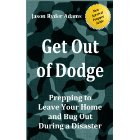 Jason Ryder Adams
Get Out
of Dodge
Prepping to
Leave Your Home
and Bug Out
During a Disaster